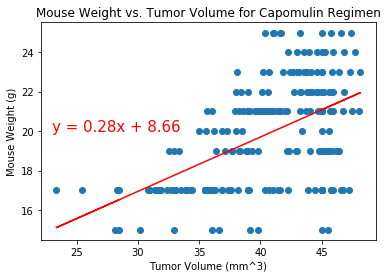 Mouse Weight vs. Tumor Volume for Capomulin Regimen
Mouse Weight (g)
24
22
20
18
16
y = 0.28x + 8.66
25
30
35
40
45
Tumor Volume (mm^3)